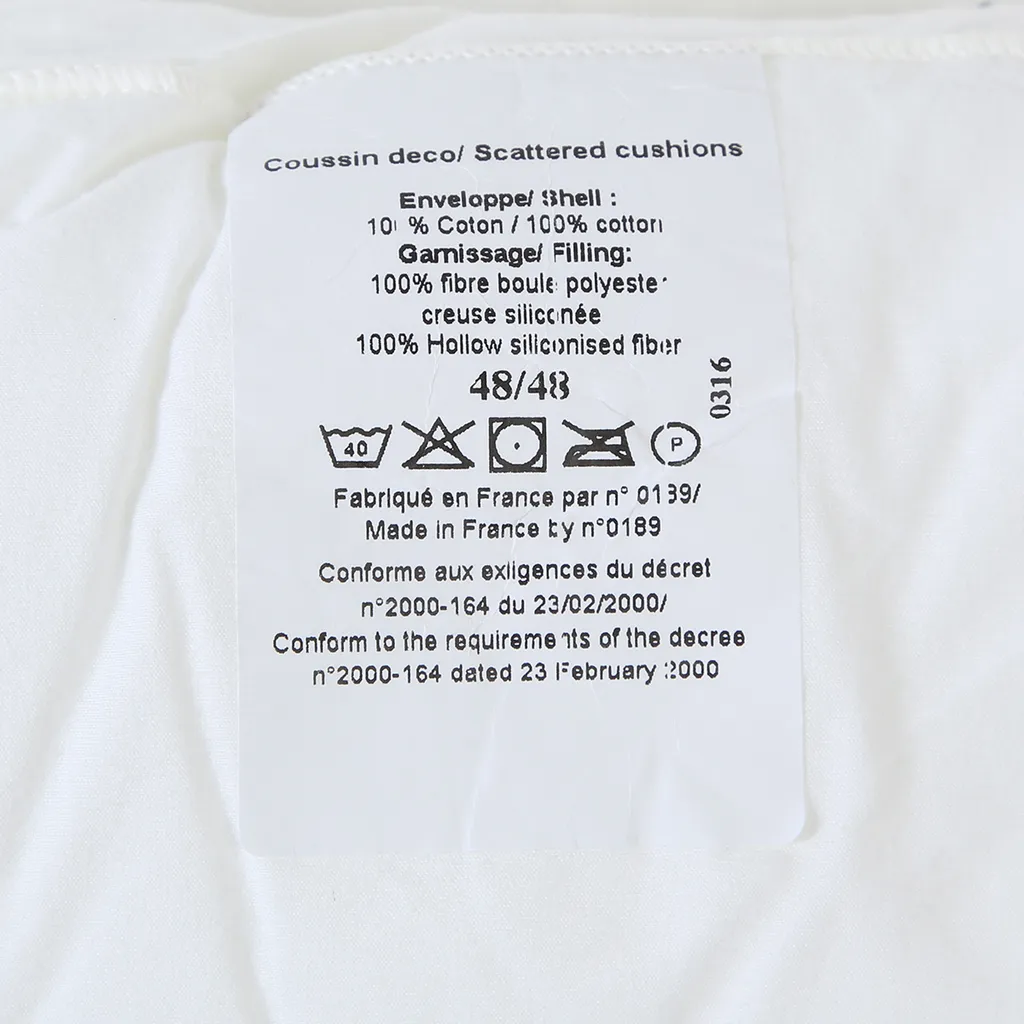 Coussin deco/ Scattered cushions
Enveloppe/ Shell :
100 % Coton / 100% cotton
Garnissage/ Filling:
100% fibre boule polyester
creuse siliconée
100% Hollow siliconised fiber
48/48
0316
40
P
Fabriqué en France par n° 0189/
Made in France by n°0189
Conforme aux exiigences du décret
n°2000-164 du 23/02/2000/
Conform to the requirements of the decree
n°2000-164 dated 23 February 2000